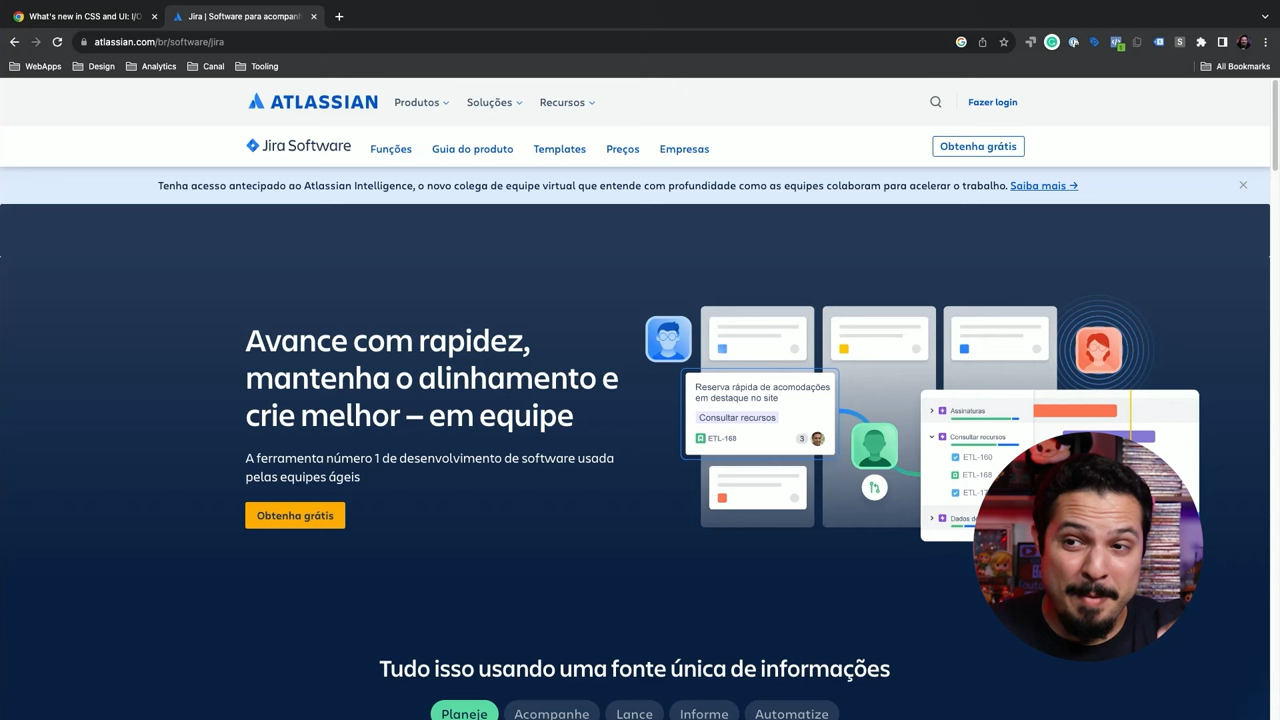 What's new in CSS and UI: I/O
Jira | Software para acompanh
atlassian.com/br/software/jira
WebApps
Design
Analytics
Canal
Tooling
All Bookmarks
ATLASSIAN
Produtos
Soluções
Recursos
Fazer login
Jira Software
Funções
Guia do produto
Templates
Preços
Empresas
Obtenha grátis
Tenha acesso antecipado ao Atlassian Intelligence, o novo colega de equipe virtual que entende com profundidade como as equipes colaboram para acelerar o trabalho. Saiba mais →
Avance com rapidez,
mantenha o alinhamento e
crie melhor – em equipe
A ferramenta número 1 de desenvolvimento de software usada
pelas equipes ágeis
Obtenha grátis
Reserva rápida de acomodações
em destaque no site
Consultar recursos
ETL-168
3
Assinaturas
Consultar recursos
ETL-160
ETL-168
Tudo isso usando uma fonte única de informações
Planeje
Acompanhe
Lance
Informe
Automatize